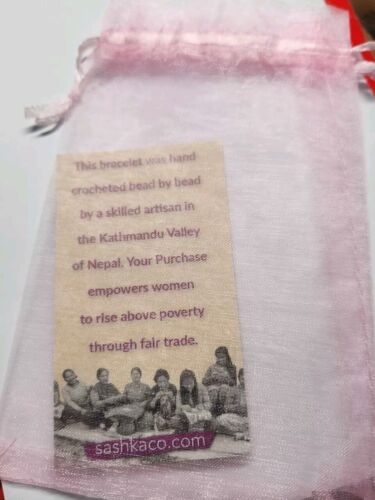 This bracelet was hand
crocheted bead by bead
by a skilled artisan in
the Kathmandu Valley
of Nepal. Your Purchase
empowers women
to rise above poverty
through fair trade.
sashkaco.com